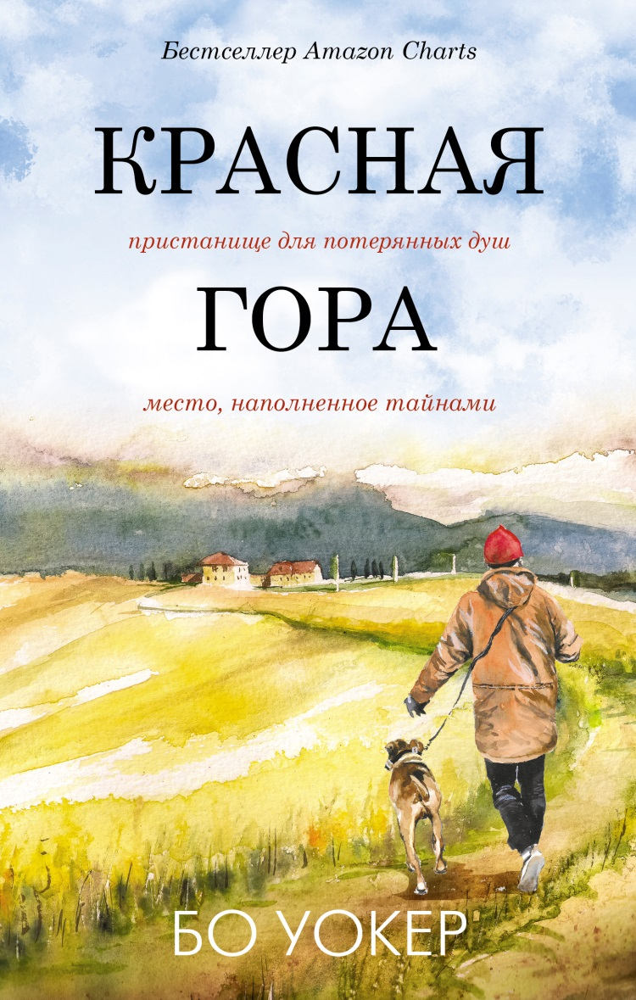 Бестселлер Amazon Charts
КРАСНАЯ
пристанище для потерянных душ
ГОРА
место, наполненное тайнами
БО УОКЕР